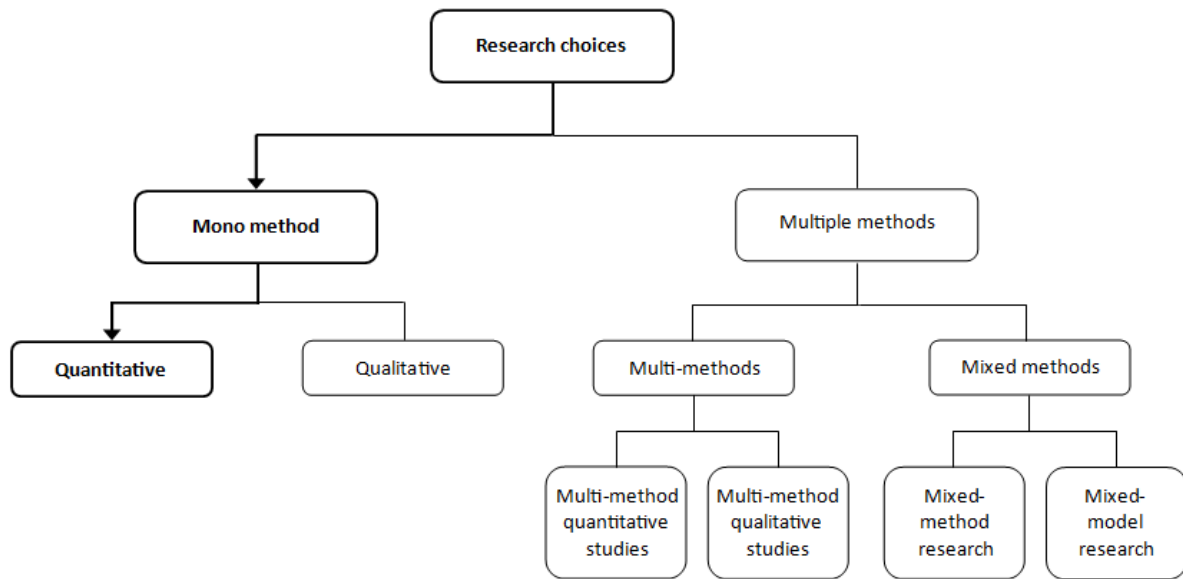 Research choices
Mono method
Multiple methods
Quantitative
Qualitative
Multi-methods
Mixed methods
Multi-method
quantitative
studies
Multi-method
qualitative
studies
Mixed-
method
research
Mixed-
model
research